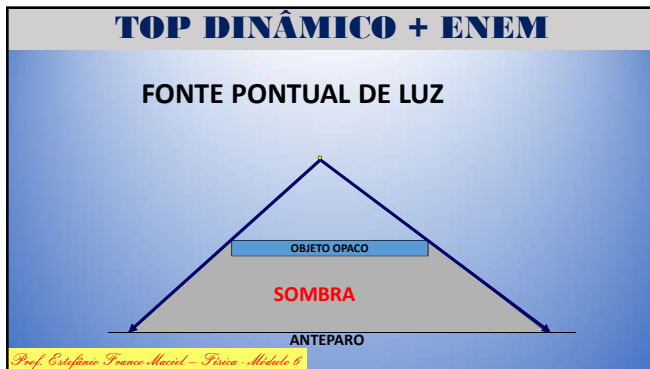 TOP DINÂMICO + ENEM
FONTE PONTUAL DE LUZ
OBJETO OPACO
SOMBRA
ANTEPARO
Prof. Estefânio Franco Maciel – Física - Módulo 6